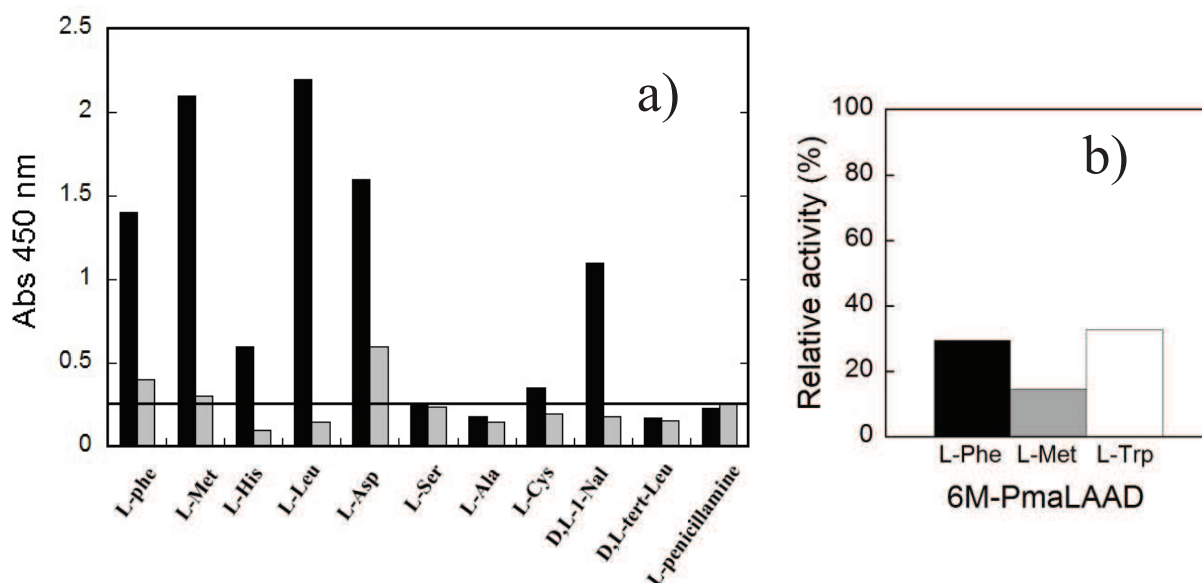 a)
Abs 450 nm
2.5
2
1.5
1
0.5
0
L-phe
L-Met
L-His
L-Leu
L-Asp
L-Ser
L-Ala
L-Cys
D,L-1-Nal
D,L-tert-Leu
L-penicillamine
b)
Relative activity (%)
100
80
60
40
20
0
L-Phe L-Met L-Trp
6M-PmaLAAD